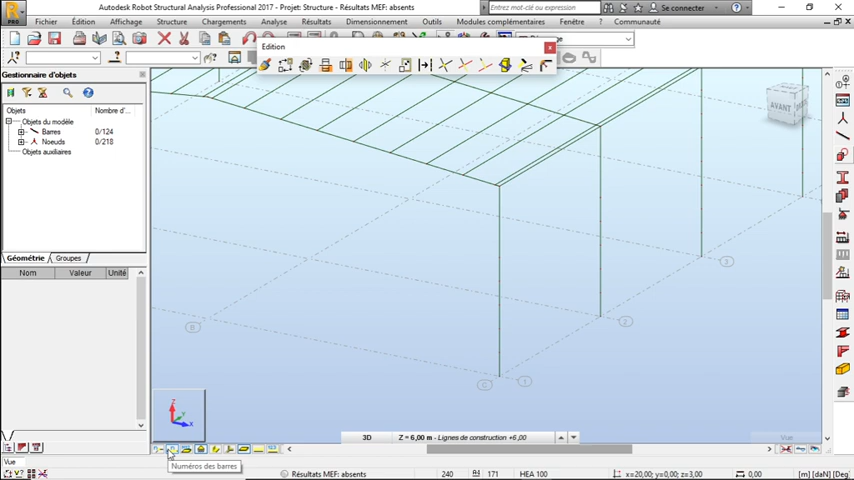 Autodesk Robot Structural Analysis Professional 2017 - Projet: Structure - Résultats MEF: absents
Entrez mot-clé ou expression
Se connecter
Fichier Edition Affichage Structure Chargements Analyse Résultats Dimensionnement Outils Modules complémentaires Fenêtre ? Communauté
PRO
Edition
Gestionnaire d'objets
Objets Nombre d'...
Objets du modèle
Barres 0/124
Noeuds 0/218
Objets auxiliaires
Géométrie Groupes
Nom Valeur Unité
AVANT
3
2
B
C 1
Z
Y
X
3D Z = 6,00 m - Lignes de construction +6,00 Vue
Vue
Numéros des barres
Résultats MEF: absents 240 171 HEA 100 x=20,00; y=0,00; z=3,00 0,00 [m] [daN] [Deg]